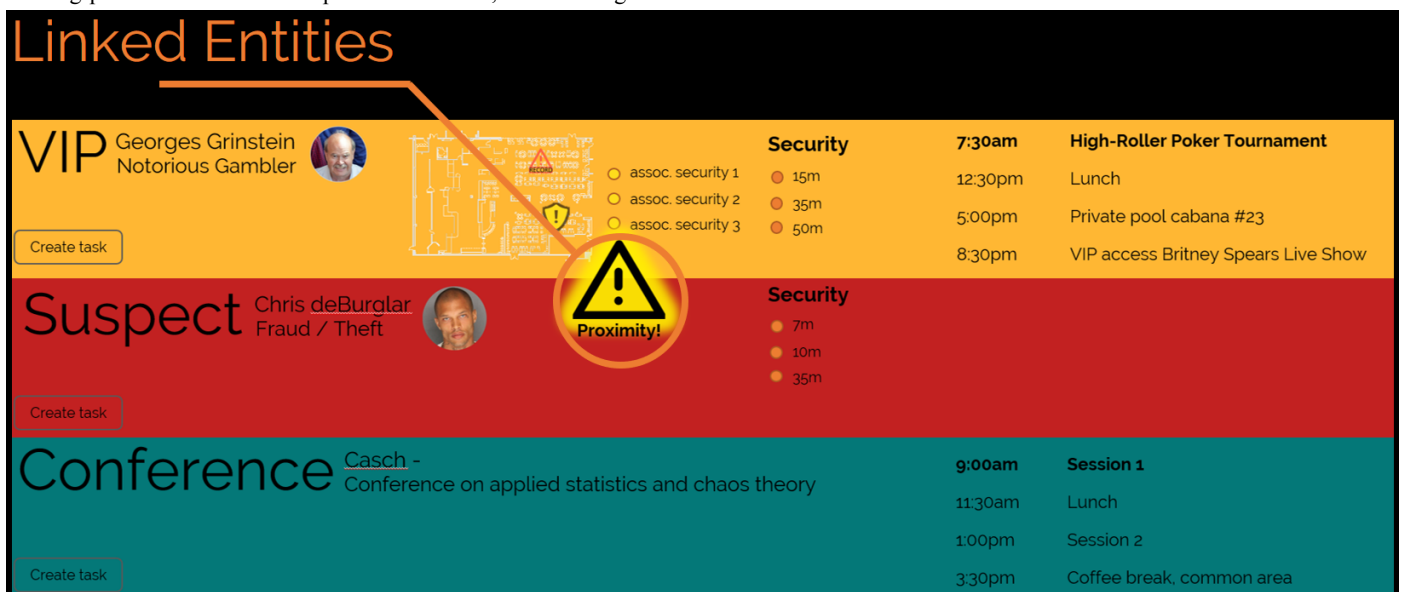 Linked Entities
VIP
Georges Grinstein
Notorious Gambler
Create task
RECORD
assoc. security 1
assoc. security 2
assoc. security 3
Security
15m
35m
50m
7:30am High-Roller Poker Tournament
12:30pm Lunch
5:00pm Private pool cabana #23
8:30pm VIP access Britney Spears Live Show
Suspect
Chris deBurglar
Fraud / Theft
Create task
Proximity!
Security
7m
10m
35m
Conference
Casch -
Conference on applied statistics and chaos theory
Create task
9:00am Session 1
11:30am Lunch
1:00pm Session 2
3:30pm Coffee break, common area